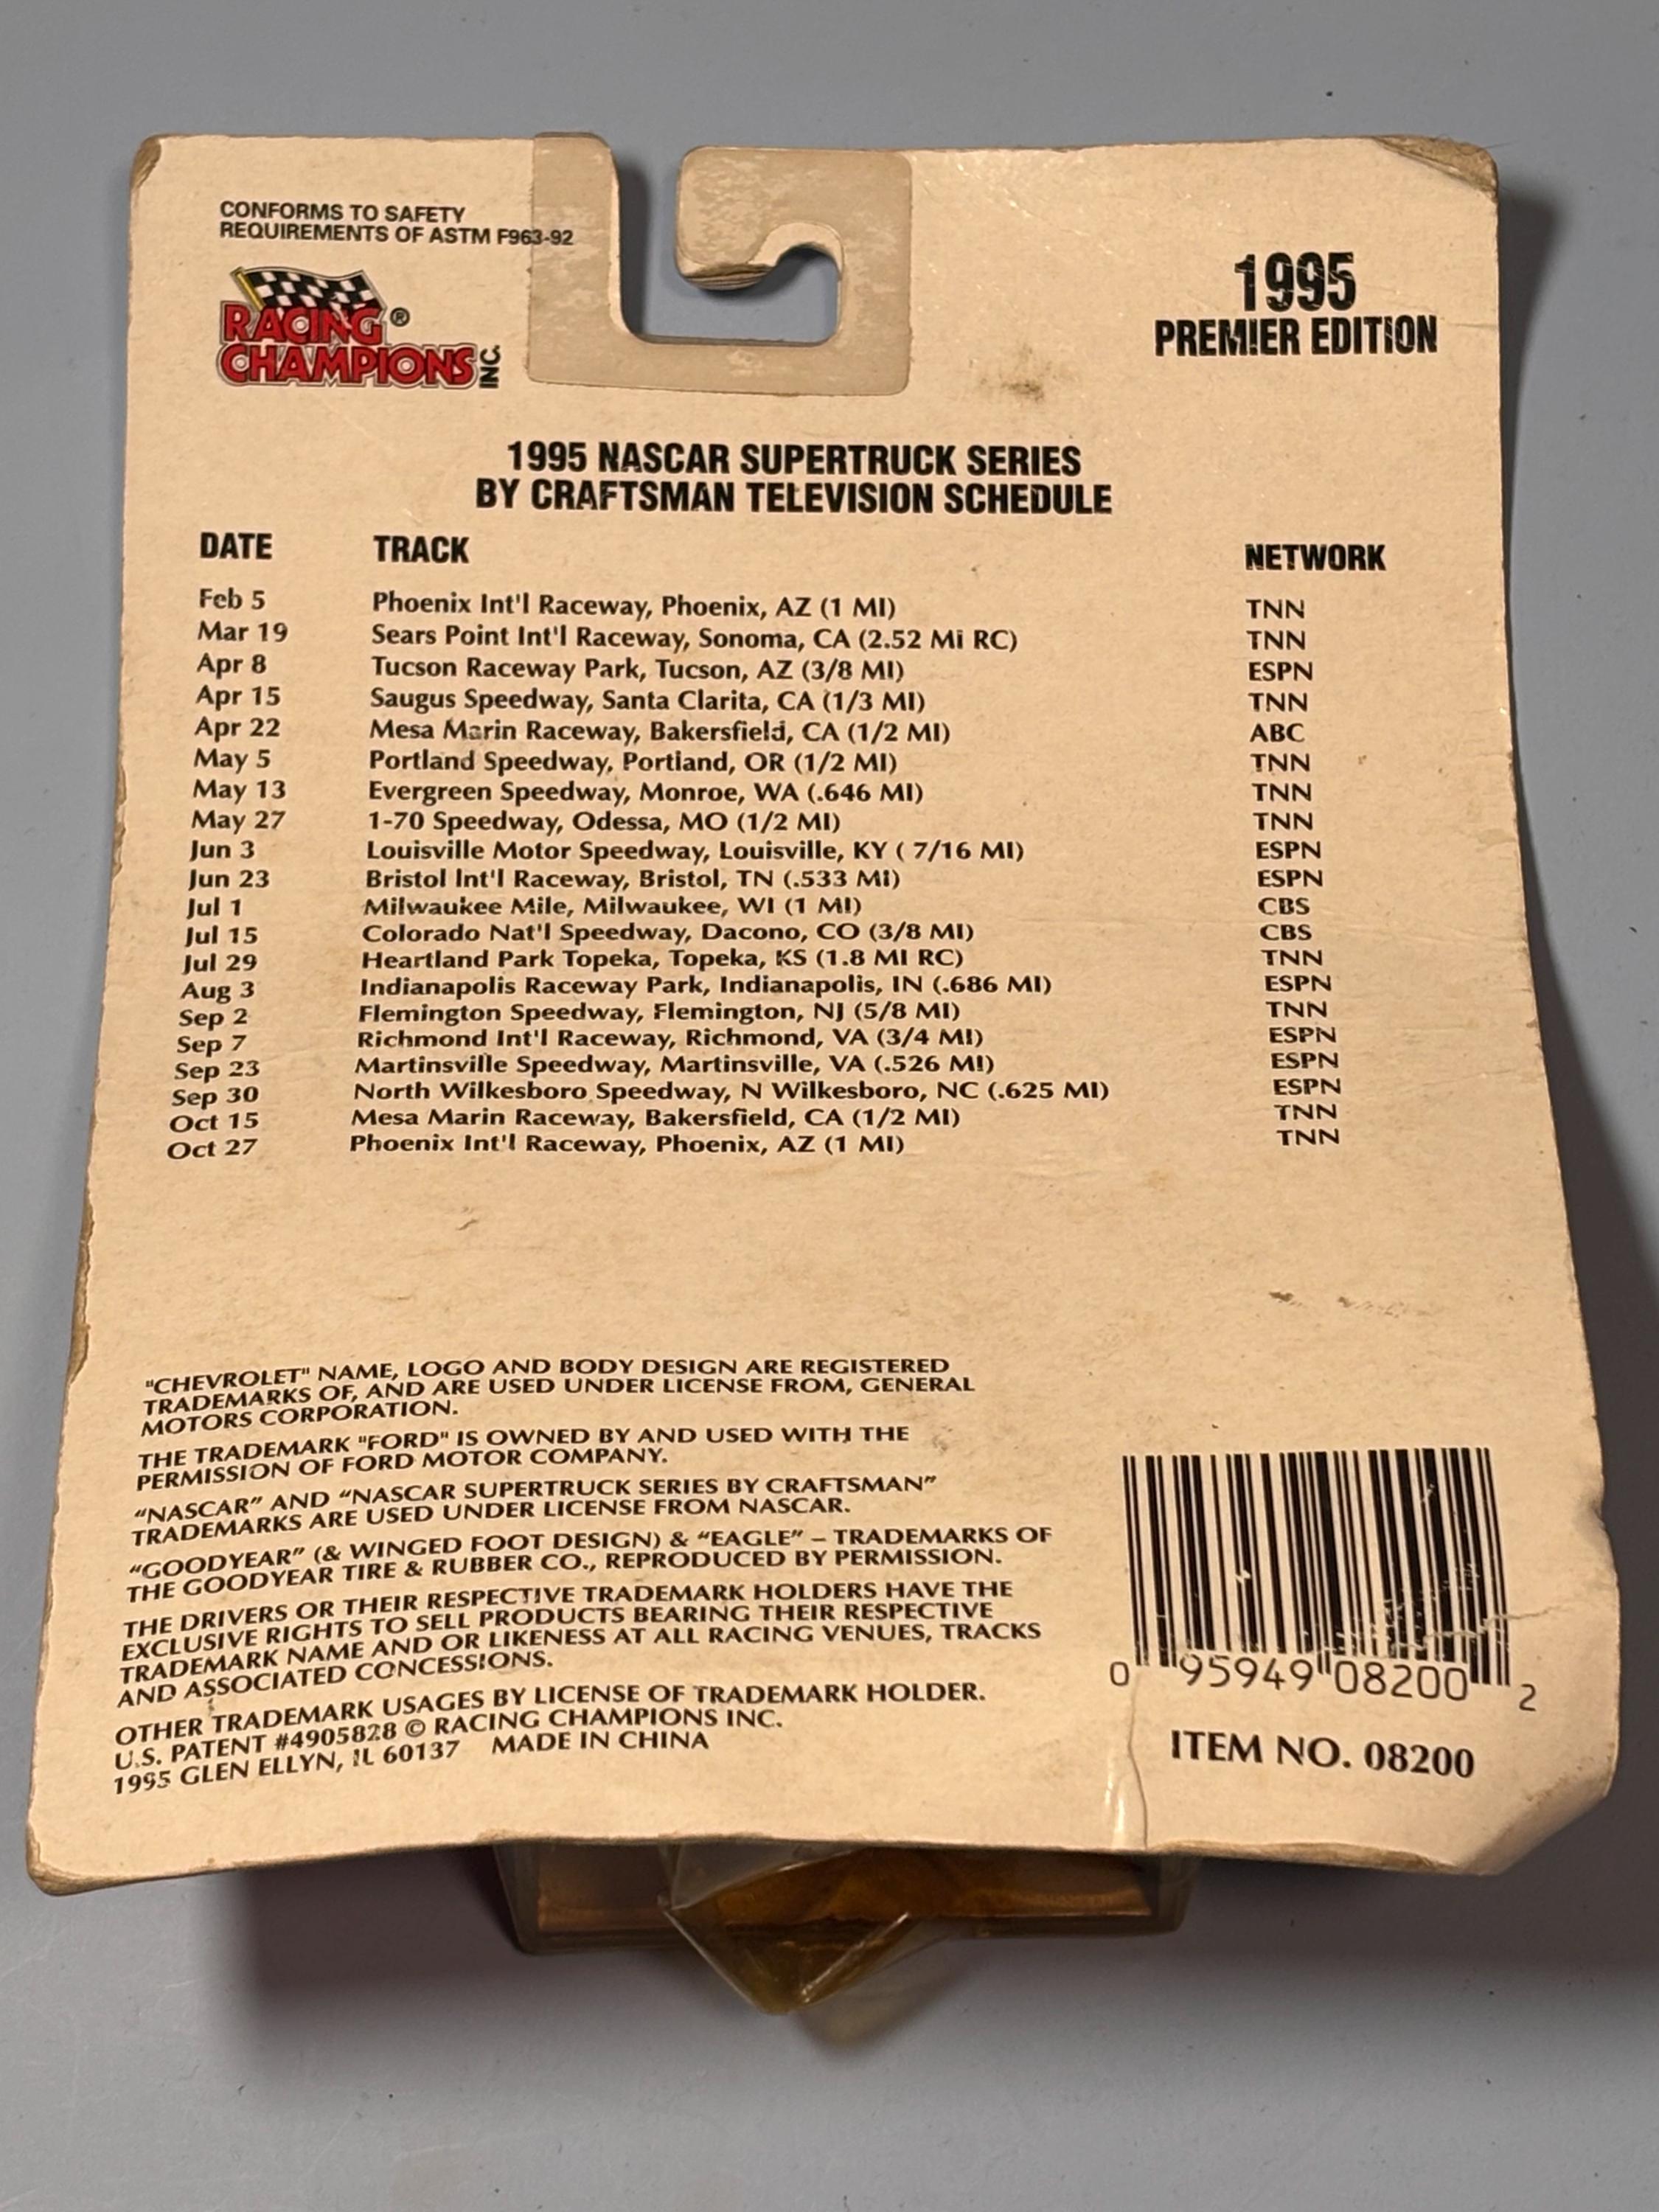 CONFORMS TO SAFETY
REQUIREMENTS OF ASTM F963-92
RACING ®
CHAMPIONS INC.
1995
PREMIER EDITION
1995 NASCAR SUPERTRUCK SERIES
BY CRAFTSMAN TELEVISION SCHEDULE
DATE TRACK NETWORK
Feb 5 Phoenix Int'l Raceway, Phoenix, AZ (1 MI) TNN
Mar 19 Sears Point Int'l Raceway, Sonoma, CA (2.52 Mi RC) TNN
Apr 8 Tucson Raceway Park, Tucson, AZ (3/8 MI) ESPN
Apr 15 Saugus Speedway, Santa Clarita, CA (1/3 MI) TNN
Apr 22 Mesa Marin Raceway, Bakersfield, CA (1/2 MI) ABC
May 5 Portland Speedway, Portland, OR (1/2 MI) TNN
May 13 Evergreen Speedway, Monroe, WA (.646 MI) TNN
May 27 1-70 Speedway, Odessa, MO (1/2 MI) TNN
Jun 3 Louisville Motor Speedway, Louisville, KY ( 7/16 MI) ESPN
Jun 23 Bristol Int'l Raceway, Bristol, TN (.533 MI) ESPN
Jul 1 Milwaukee Mile, Milwaukee, WI (1 MI) CBS
Jul 15 Colorado Nat'l Speedway, Dacono, CO (3/8 MI) CBS
Jul 29 Heartland Park Topeka, Topeka, KS (1.8 MI RC) TNN
Aug 3 Indianapolis Raceway Park, Indianapolis, IN (.686 MI) ESPN
Sep 2 Flemington Speedway, Flemington, NJ (5/8 MI) TNN
Sep 7 Richmond Int'l Raceway, Richmond, VA (3/4 MI) ESPN
Sep 23 Martinsville Speedway, Martinsville, VA (.526 MI) ESPN
Sep 30 North Wilkesboro Speedway, N Wilkesboro, NC (.625 MI) ESPN
Oct 15 Mesa Marin Raceway, Bakersfield, CA (1/2 MI) TNN
Oct 27 Phoenix Int'l Raceway, Phoenix, AZ (1 MI) TNN
"CHEVROLET" NAME, LOGO AND BODY DESIGN ARE REGISTERED
TRADEMARKS OF, AND ARE USED UNDER LICENSE FROM, GENERAL
MOTORS CORPORATION.
THE TRADEMARK "FORD" IS OWNED BY AND USED WITH THE
PERMISSION OF FORD MOTOR COMPANY.
“NASCAR” AND “NASCAR SUPERTRUCK SERIES BY CRAFTSMAN”
TRADEMARKS ARE USED UNDER LICENSE FROM NASCAR.
“GOODYEAR” (& WINGED FOOT DESIGN) & “EAGLE” – TRADEMARKS OF
THE GOODYEAR TIRE & RUBBER CO., REPRODUCED BY PERMISSION.
THE DRIVERS OR THEIR RESPECTIVE TRADEMARK HOLDERS HAVE THE
EXCLUSIVE RIGHTS TO SELL PRODUCTS BEARING THEIR RESPECTIVE
TRADEMARK NAME AND OR LIKENESS AT ALL RACING VENUES, TRACKS
AND ASSOCIATED CONCESSIONS.
OTHER TRADEMARK USAGES BY LICENSE OF TRADEMARK HOLDER.
U.S. PATENT #4905828 © RACING CHAMPIONS INC.
1995 GLEN ELLYN, IL 60137 MADE IN CHINA
0 95949 08200 2
ITEM NO. 08200